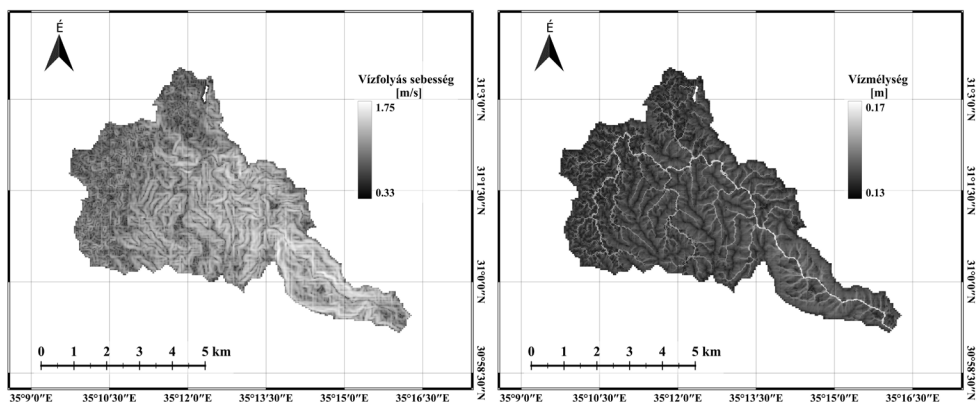 É
Vízfolyás sebesség
[m/s]
1.75
0.33
31°3'0"N
31°1'30"N
31°0'0"N
30°58'30"N
0 1 2 3 4 5 km
35°9'0"E 35°10'30"E 35°12'0"E 35°13'30"E 35°15'0"E 35°16'30"E
É
Vízmélység
[m]
0.17
0.13
31°3'0"N
31°1'30"N
31°0'0"N
30°58'30"N
0 1 2 3 4 5 km
35°9'0"E 35°10'30"E 35°12'0"E 35°13'30"E 35°15'0"E 35°16'30"E